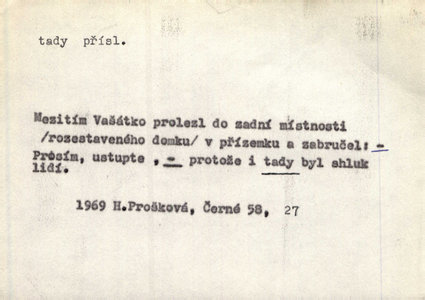 tady přísl.
Mezitím Vašátko prolezl do zadní místnosti
/rozestaveného domku/ v přízemku a zabručel: -
Prosím, ustupte , - protože i tady byl shluk
lidí.
1969 H.Prošková, Černé 58, 27